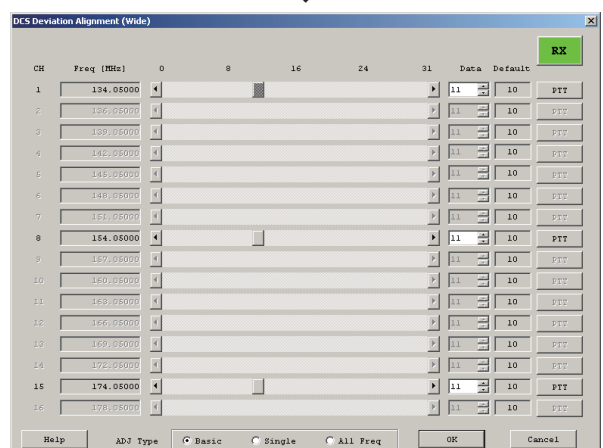 DCS Deviation Alignment (Wide)
RX
CH Freq [MHz] 0 8 16 24 31 Data Default
1 134.05000 11 10 PTT
2 136.05000 11 10 PTT
3 139.05000 11 10 PTT
4 142.05000 11 10 PTT
5 145.05000 11 10 PTT
6 148.05000 11 10 PTT
7 151.05000 11 10 PTT
8 154.05000 11 10 PTT
9 157.05000 11 10 PTT
10 160.05000 11 10 PTT
11 163.05000 11 10 PTT
12 166.05000 11 10 PTT
13 169.05000 11 10 PTT
14 172.05000 11 10 PTT
15 174.05000 11 10 PTT
16 178.05000 11 10 PTT
Help ADJ Type Basic Single All Freq OK Cancel